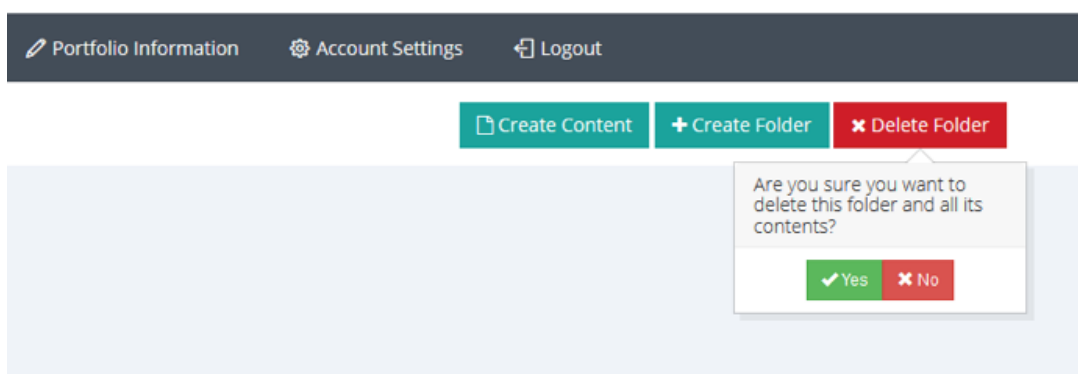 Portfolio Information Account Settings Logout
Create Content Create Folder Delete Folder
Are you sure you want to
delete this folder and all its
contents?
Yes No